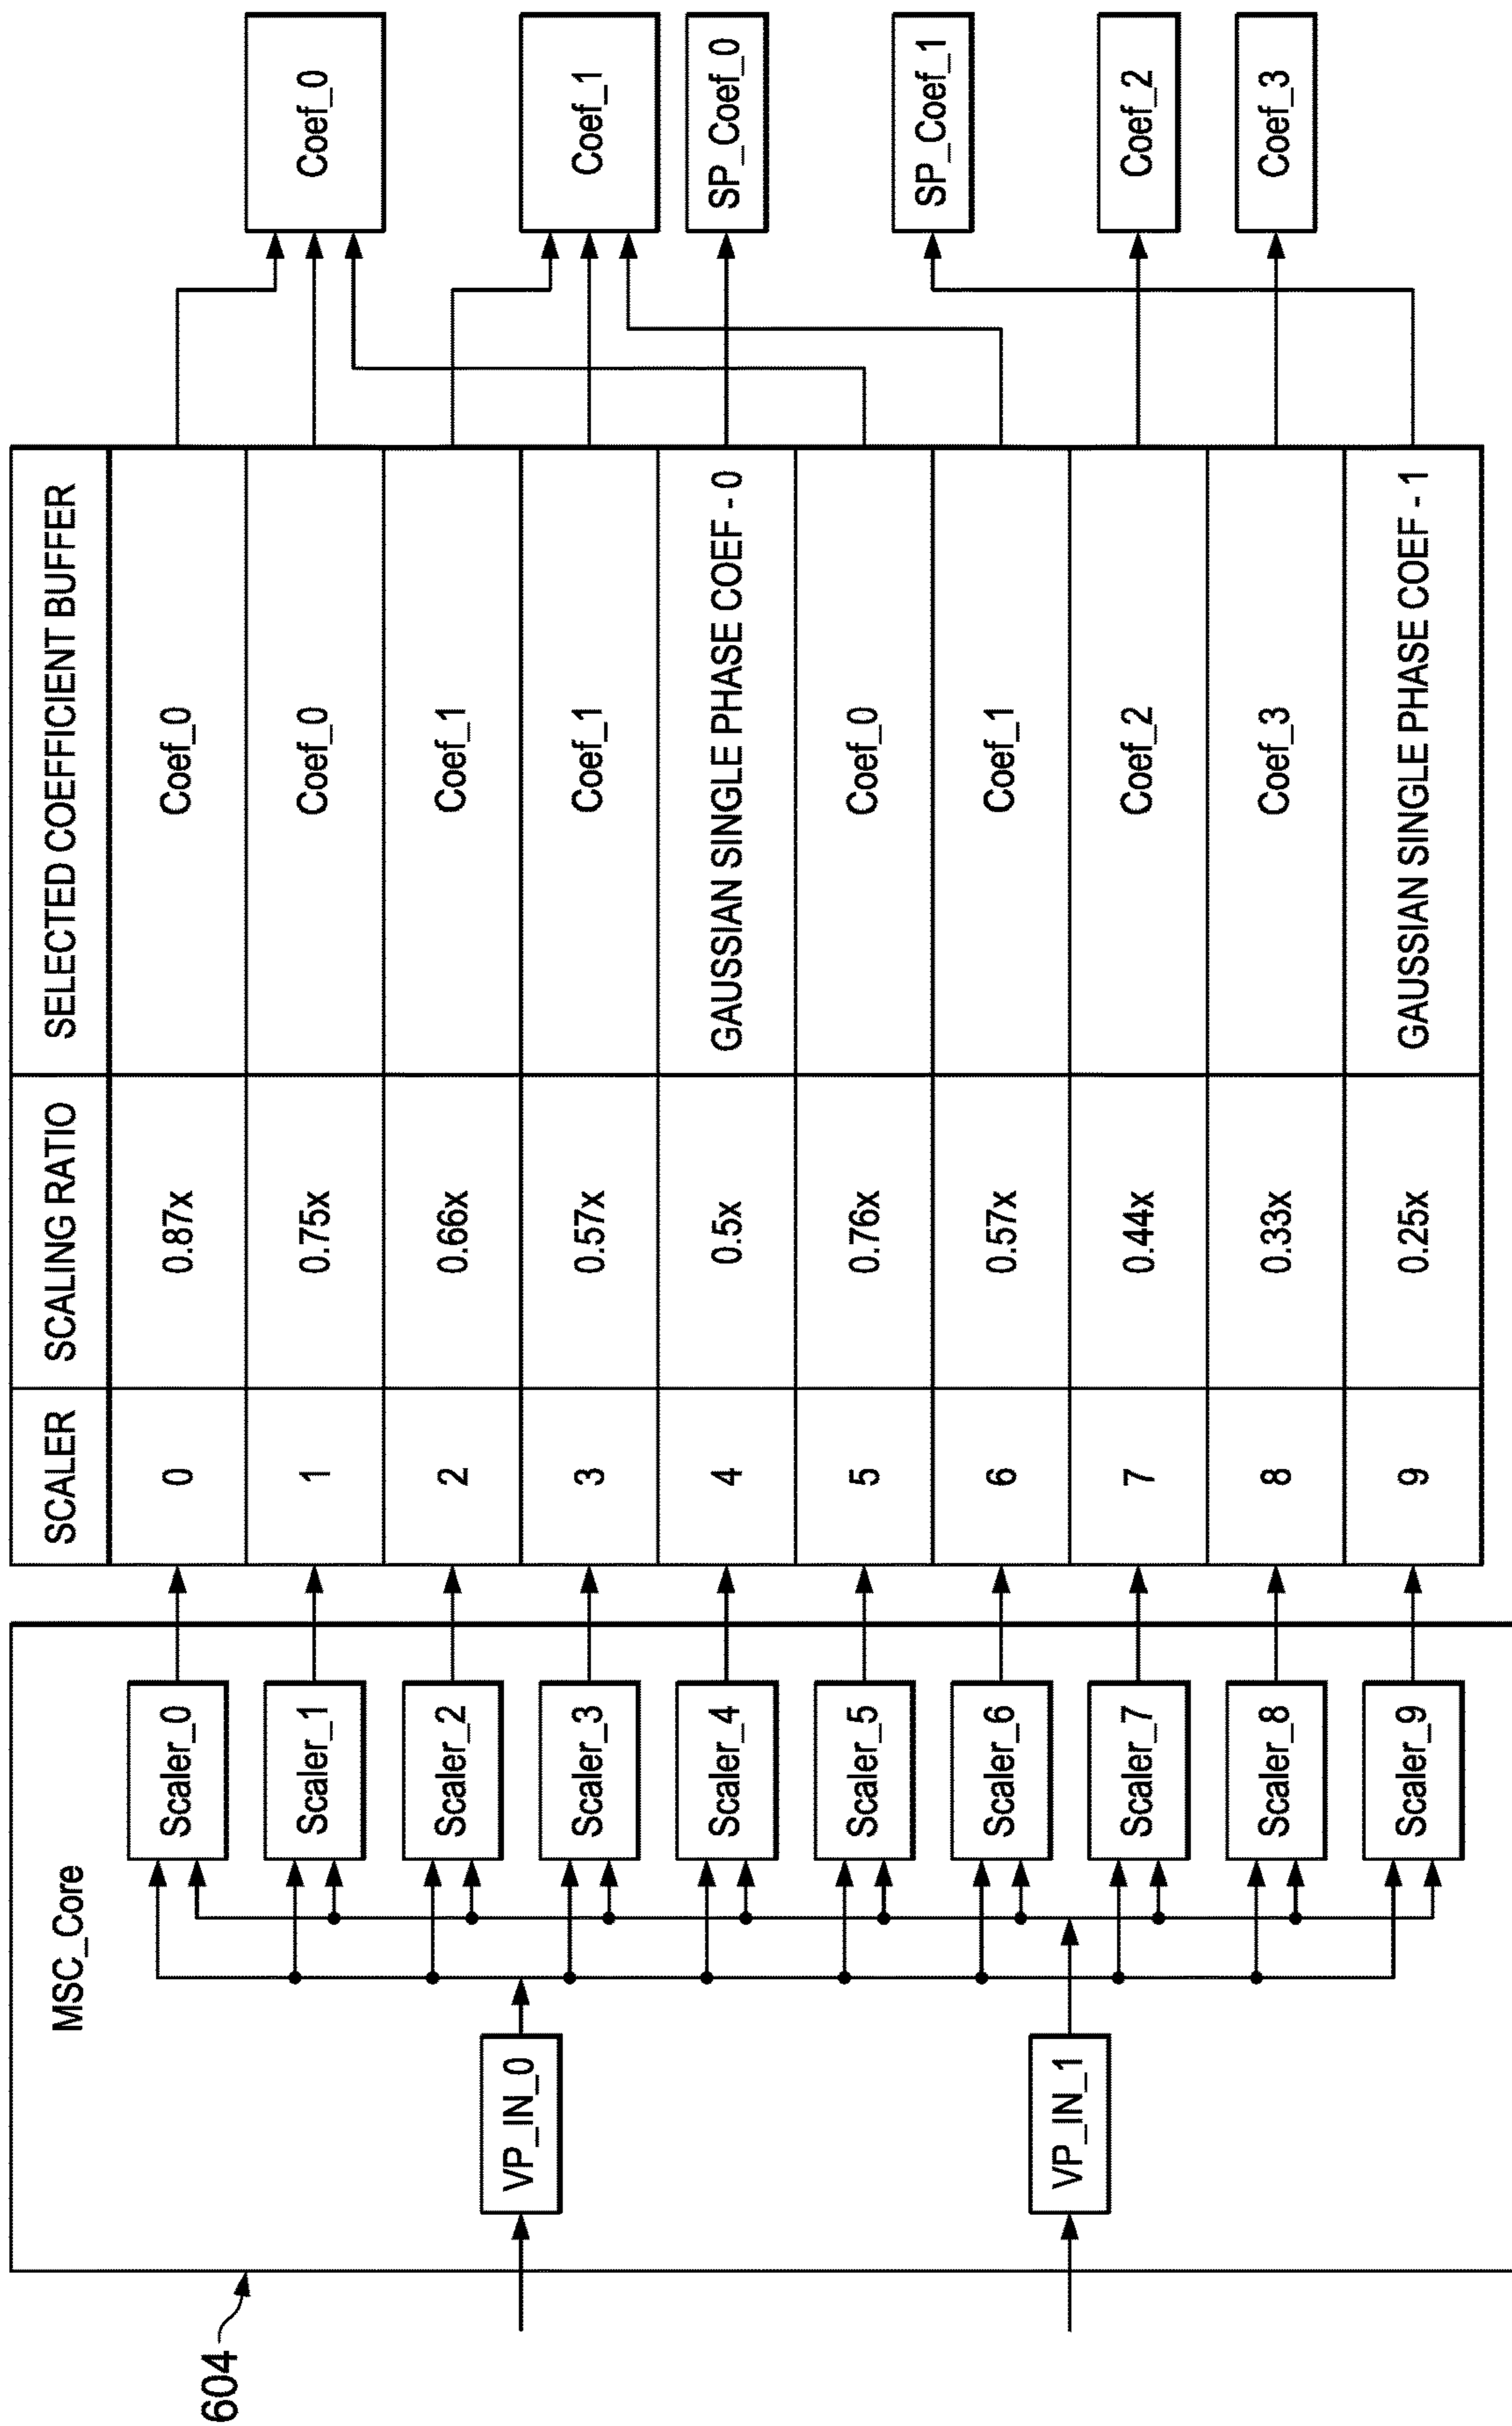 604
MSC_Core
VP_IN_0
VP_IN_1
Scaler_0
Scaler_1
Scaler_2
Scaler_3
Scaler_4
Scaler_5
Scaler_6
Scaler_7
Scaler_8
Scaler_9
SCALER SCALING RATIO SELECTED COEFFICIENT BUFFER
0 0.87x Coef_0
1 0.75x Coef_0
2 0.66x Coef_1
3 0.57x Coef_1
4 0.5x GAUSSIAN SINGLE PHASE COEF - 0
5 0.76x Coef_0
6 0.57x Coef_1
7 0.44x Coef_2
8 0.33x Coef_3
9 0.25x GAUSSIAN SINGLE PHASE COEF - 1
Coef_0
Coef_1
SP_Coef_0
SP_Coef_1
Coef_2
Coef_3